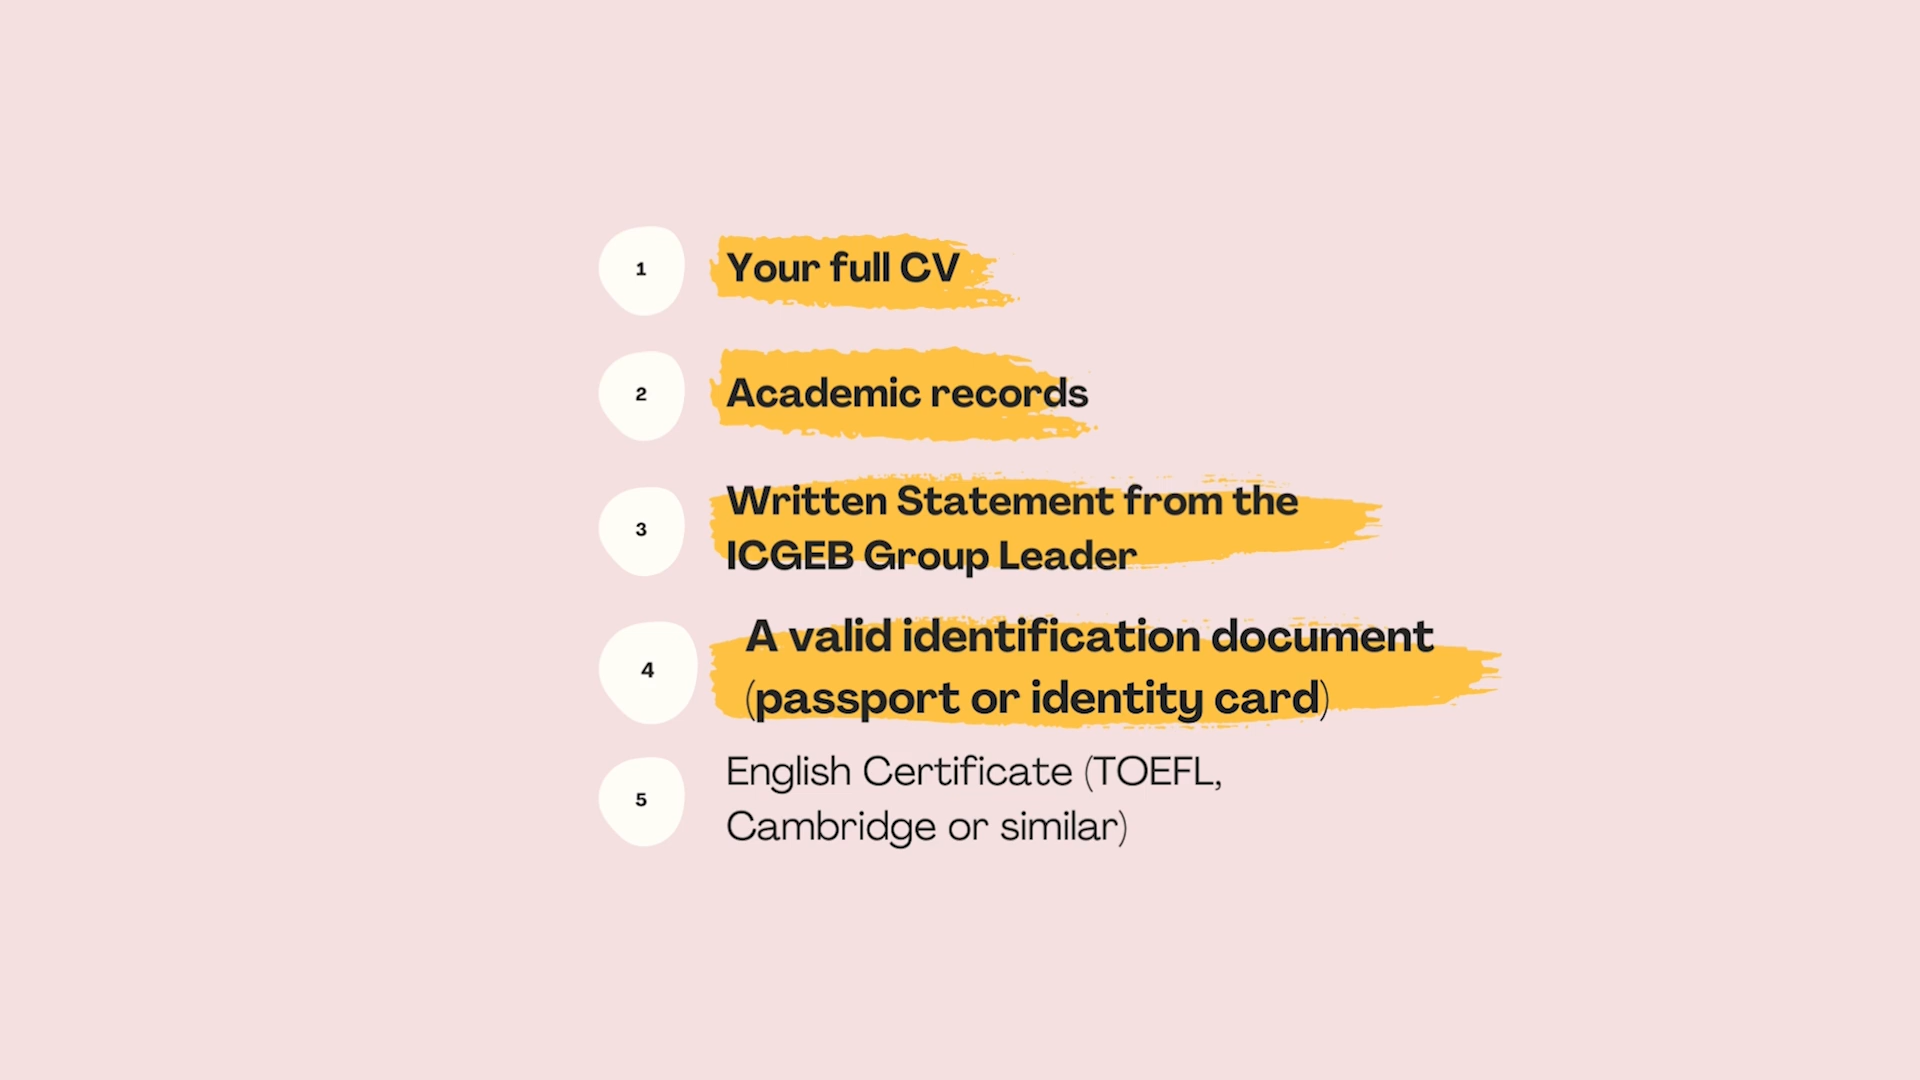 1
Your full CV
2
Academic records
3
Written Statement from the
ICGEB Group Leader
4
A valid identification document
(passport or identity card)
5
English Certificate (TOEFL,
Cambridge or similar)